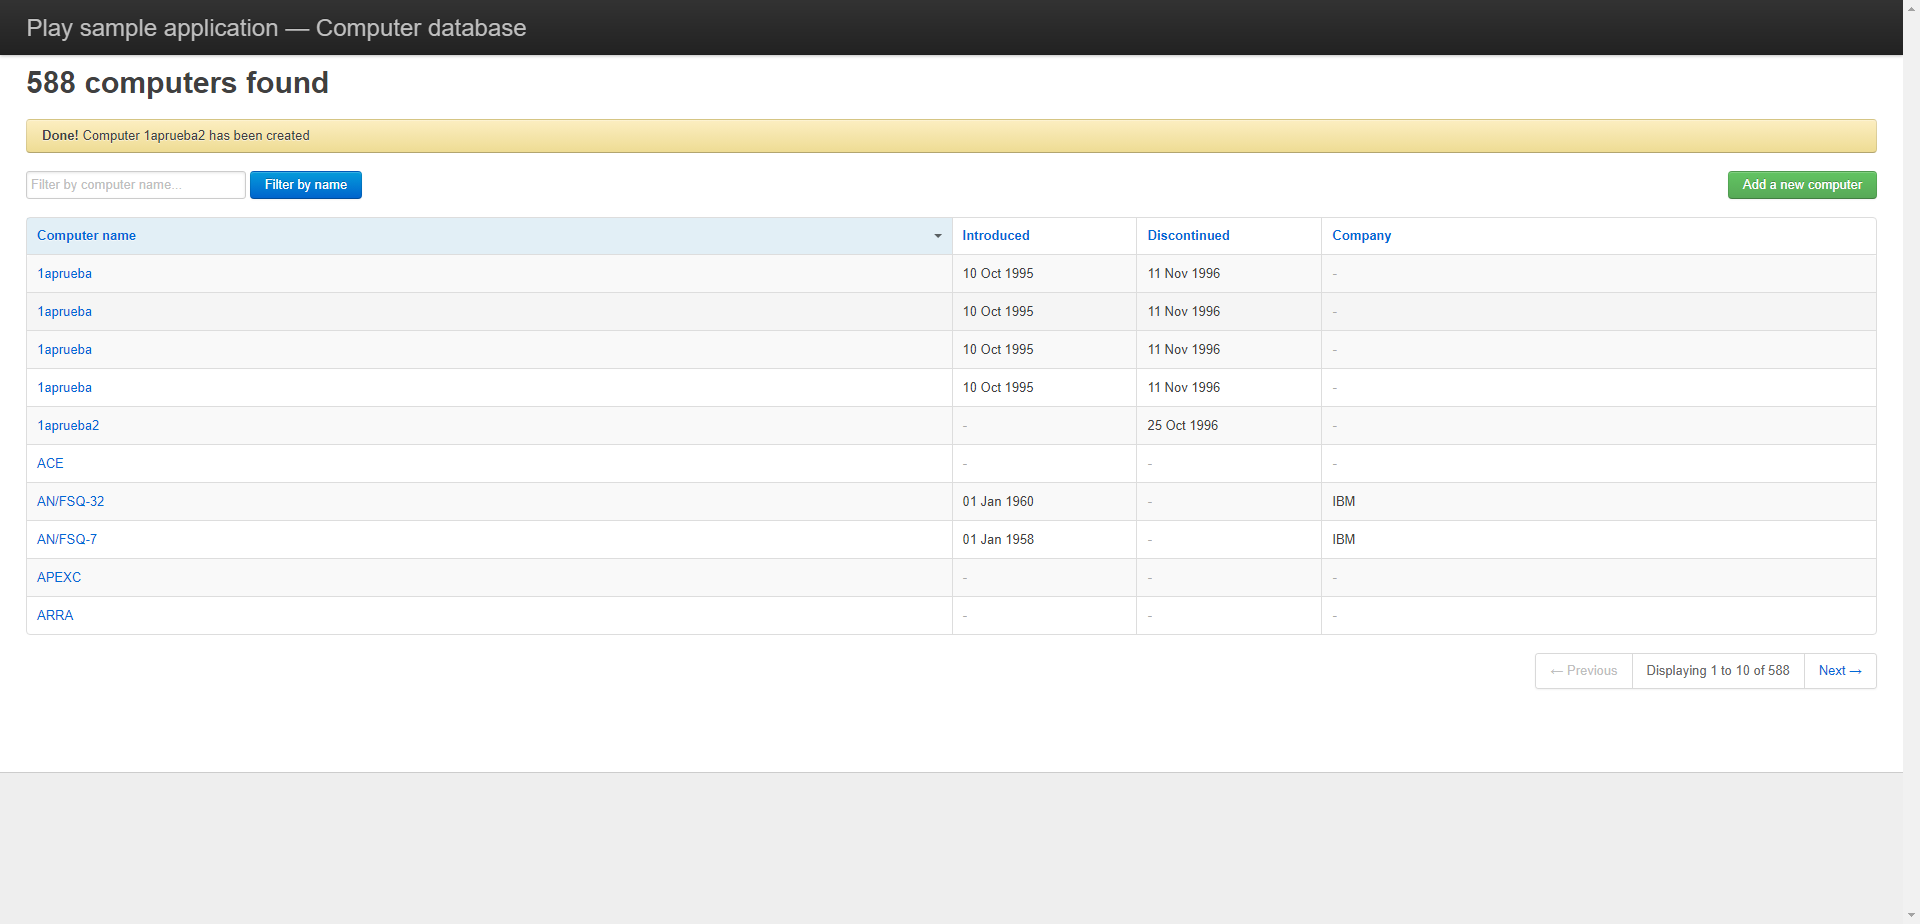 Play sample application — Computer database
588 computers found
Done! Computer 1aprueba2 has been created
Filter by computer name... Filter by name Add a new computer
Computer name Introduced Discontinued Company
1aprueba 10 Oct 1995 11 Nov 1996 -
1aprueba 10 Oct 1995 11 Nov 1996 -
1aprueba 10 Oct 1995 11 Nov 1996 -
1aprueba 10 Oct 1995 11 Nov 1996 -
1aprueba2 - 25 Oct 1996 -
ACE - - -
AN/FSQ-32 01 Jan 1960 - IBM
AN/FSQ-7 01 Jan 1958 - IBM
APEXC - - -
ARRA - - -
← Previous Displaying 1 to 10 of 588 Next →